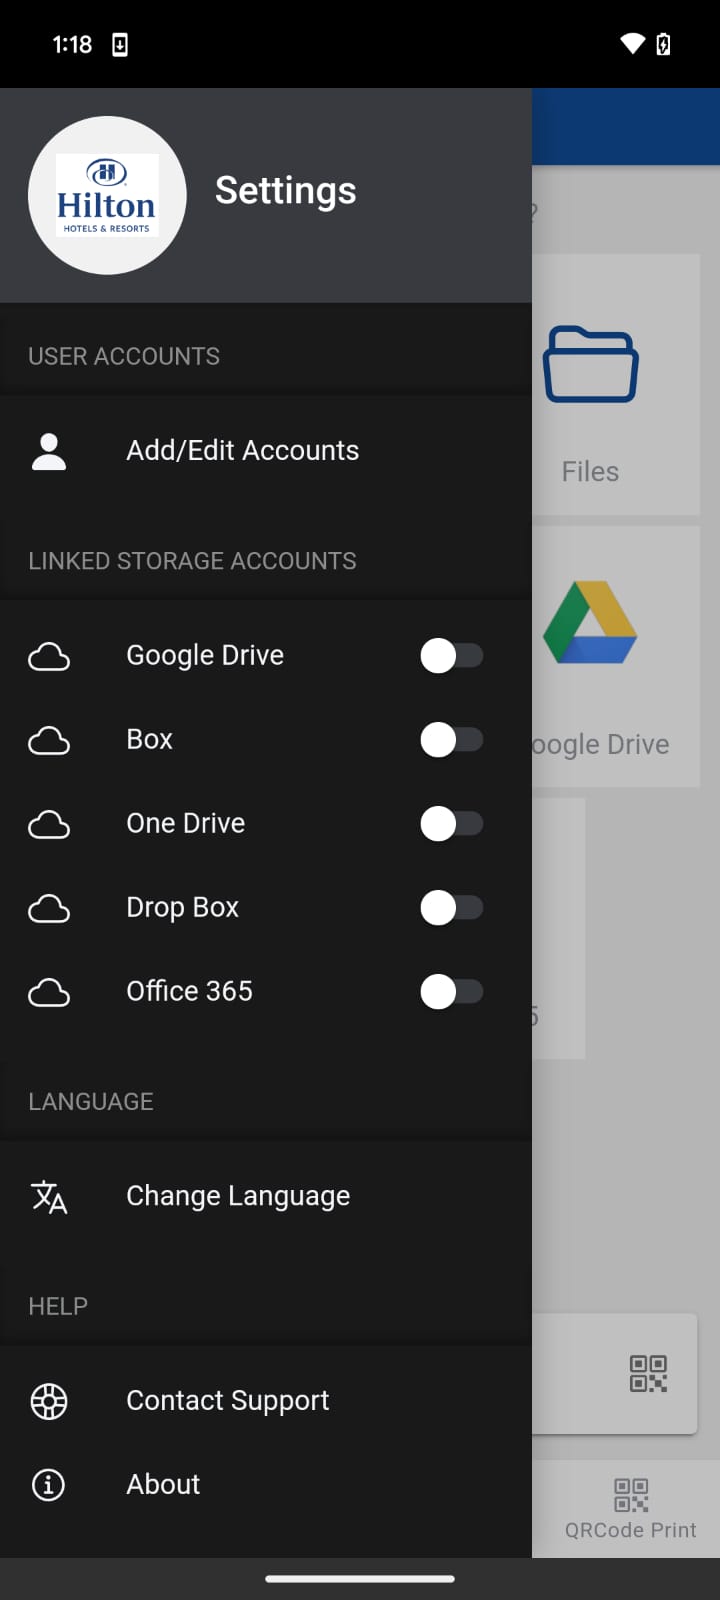 1:18
Hilton
HOTELS & RESORTS
Settings
?
USER ACCOUNTS
Add/Edit Accounts
Files
LINKED STORAGE ACCOUNTS
Google Drive
Box
oogle Drive
One Drive
Drop Box
Office 365
5
LANGUAGE
Change Language
HELP
Contact Support
About
QRCode Print